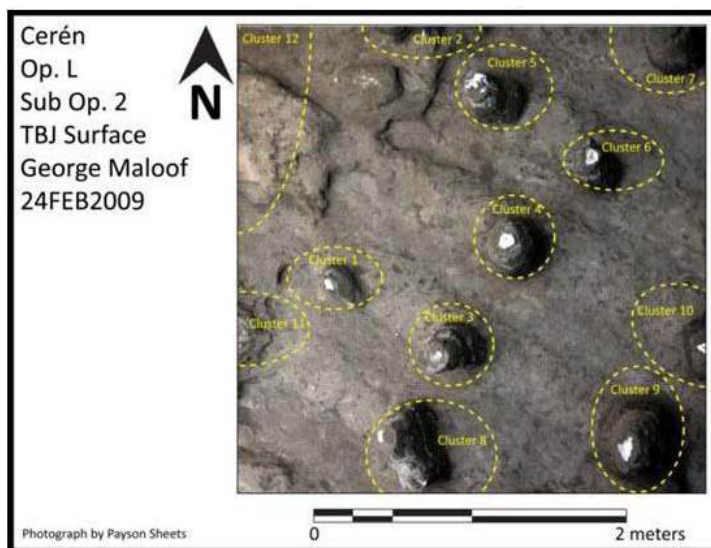 Cerén
Op. L
Sub Op. 2
TBJ Surface
George Maloof
24FEB2009
N
Cluster 12
Cluster 2
Cluster 5
Cluster 7
Cluster 6
Cluster 4
Cluster 1
Cluster 3
Cluster 10
Cluster 11
Cluster 9
Cluster 8
Photograph by Payson Sheets
0
2 meters